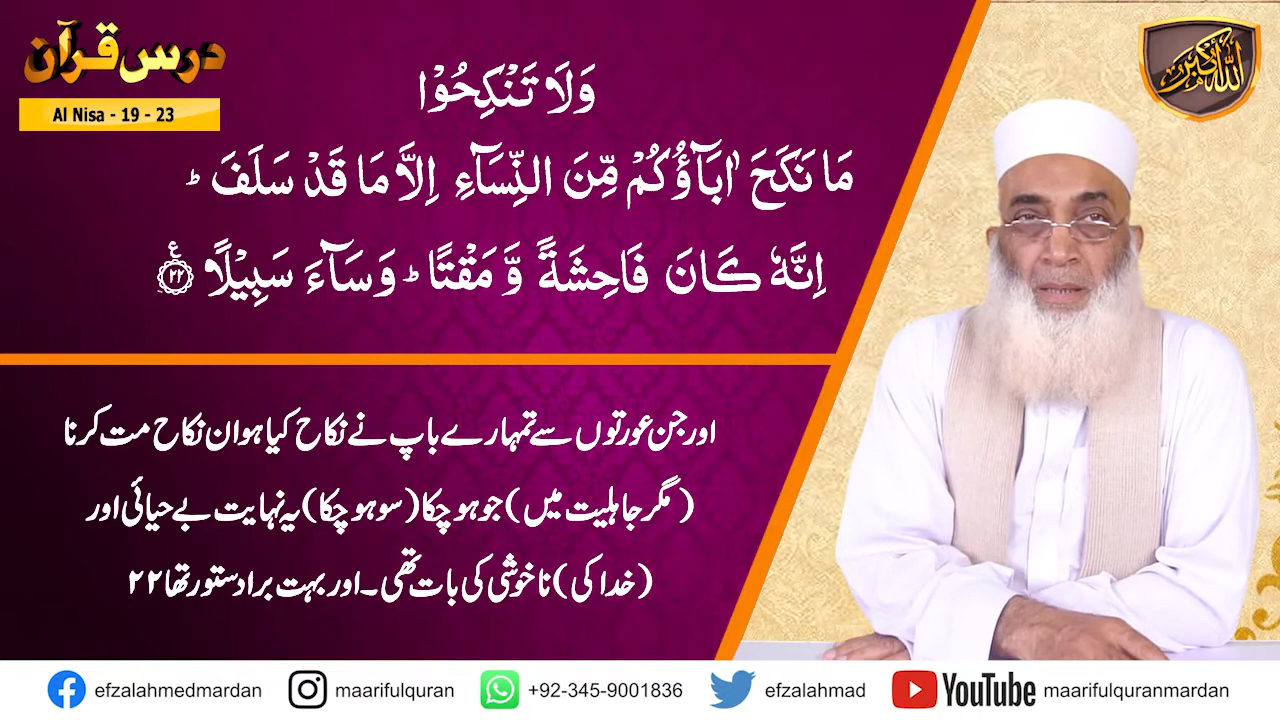 درس قرآن
Al Nisa - 19 - 23
اللہ اکبر
وَلَا تَنْكِحُوْا
مَا نَكَحَ اٰبَآؤُكُمْ مِّنَ النِّسَآءِ اِلَّا مَا قَدْ سَلَفَ ؕ
اِنَّهٗ كَانَ فَاحِشَةً وَّ مَقْتًا ؕ وَسَآءَ سَبِيْلًا ﴿۲۲﴾ ع
اور جن عورتوں سے تمہارے باپ نے نکاح کیا ہو ان نکاح مت کرنا
(مگر جاہلیت میں) جو ہو چکا (سو ہو چکا) یہ نہایت بے حیائی اور
(خدا کی) ناخوشی کی بات تھی۔ اور بہت برا دستور تھا ۲۲
efzalahmedmardan
maarifulquran
+92-345-9001836
efzalahmad
YouTube maarifulquranmardan